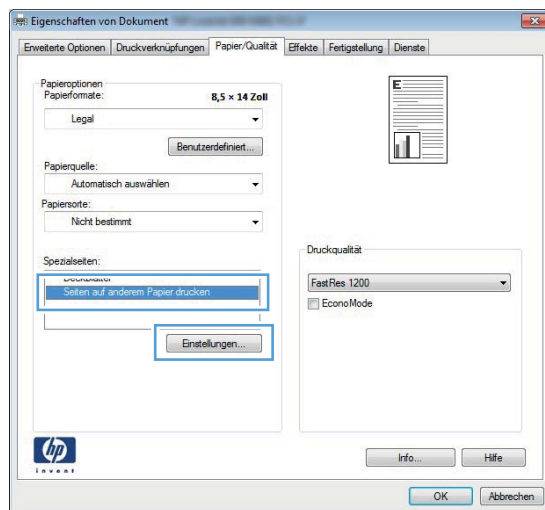 Eigenschaften von Dokument
Erweiterte Optionen Druckverknüpfungen Papier/Qualität Effekte Fertigstellung Dienste
Papieroptionen
Papierformate: 8,5 × 14 Zoll
Legal
Benutzerdefiniert...
Papierquelle:
Automatisch auswählen
Papiersorte:
Nicht bestimmt
Spezialseiten:
Deckblätter
Seiten auf anderem Papier drucken
Einstellungen...
E
Druckqualität
FastRes 1200
EconoMode
hp
invent
Info... Hilfe
OK Abbrechen